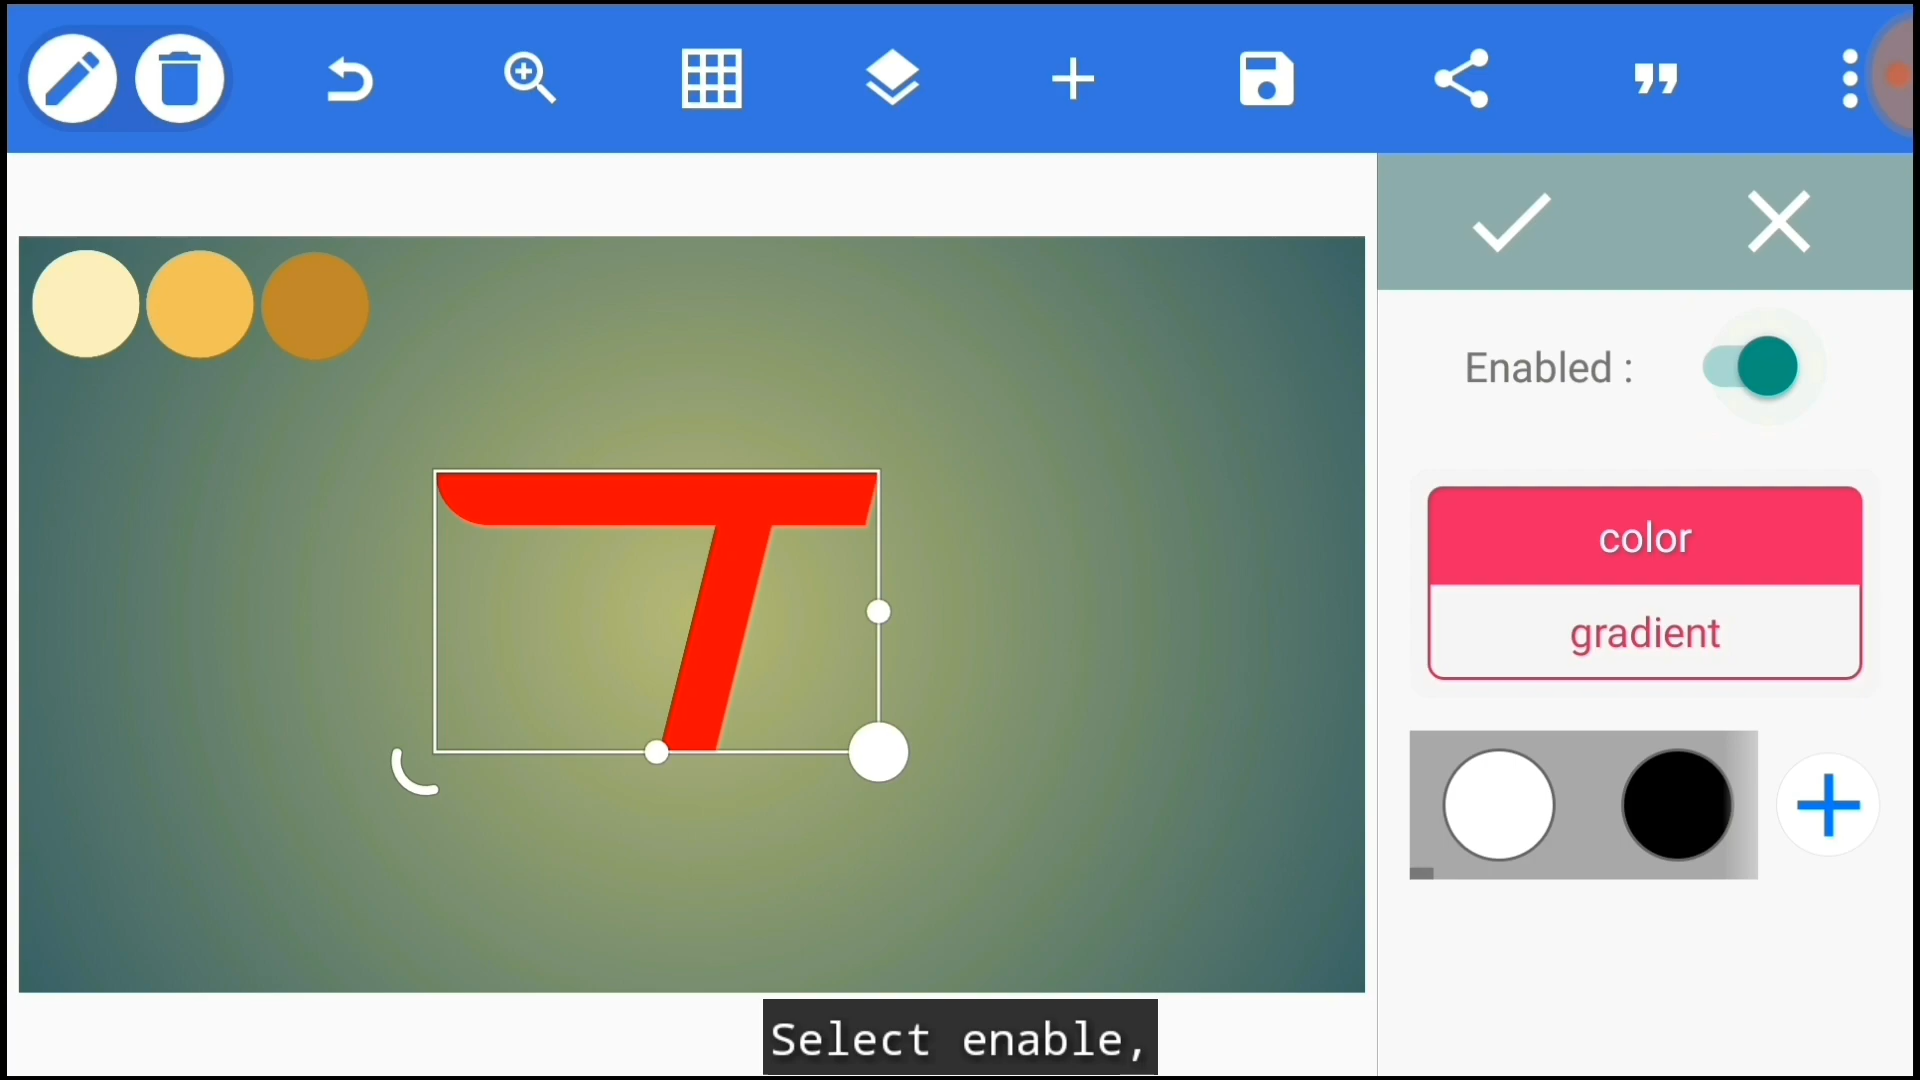 Enabled :
T
color
gradient
Select enable,